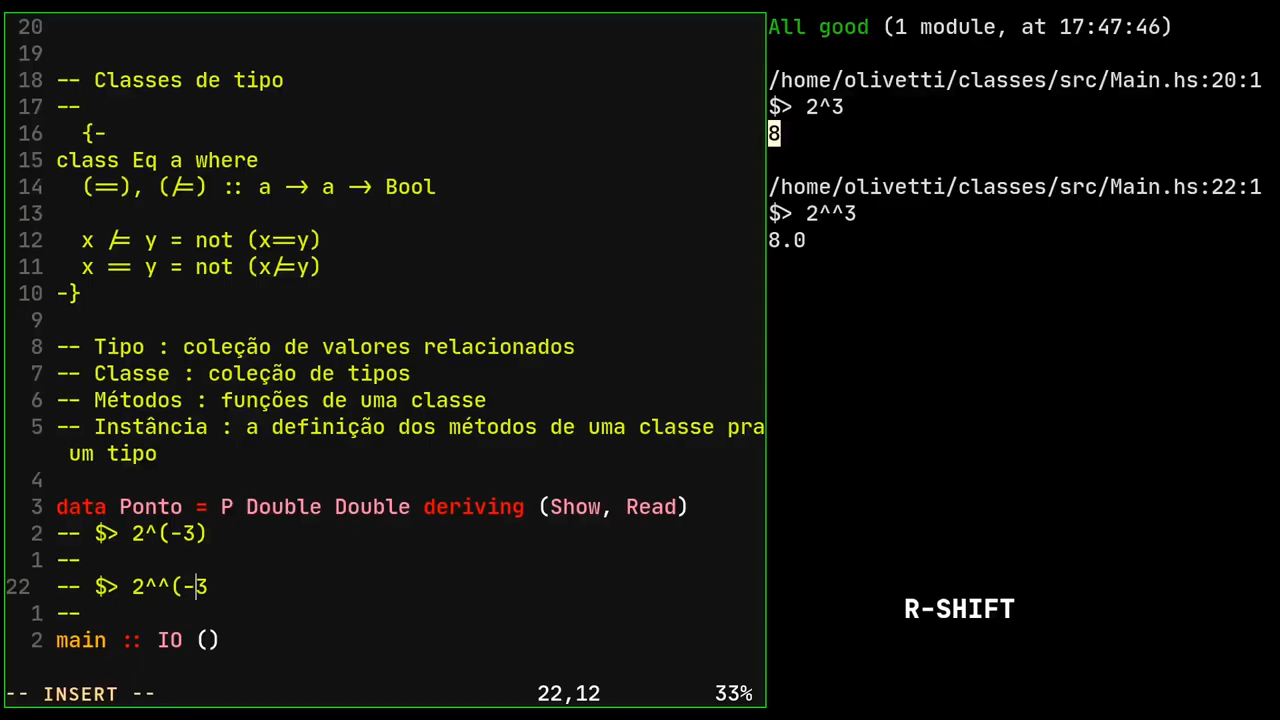 20
19
18 -- Classes de tipo
17 --
16   {-
15 class Eq a where
14   (==), (/=) :: a -> a -> Bool
13
12   x /= y = not (x==y)
11   x == y = not (x/=y)
10 -}
9
8 -- Tipo : coleção de valores relacionados
7 -- Classe : coleção de tipos
6 -- Métodos : funções de uma classe
5 -- Instância : a definição dos métodos de uma classe pra
um tipo
4
3 data Ponto = P Double Double deriving (Show, Read)
2 -- $> 2^(-3)
1 --
22 -- $> 2^^(-3
1 --
2 main :: IO ()
-- INSERT -- 22,12 33%
All good (1 module, at 17:47:46)
/home/olivetti/classes/src/Main.hs:20:1
$> 2^3
8
/home/olivetti/classes/src/Main.hs:22:1
$> 2^^3
8.0
R-SHIFT